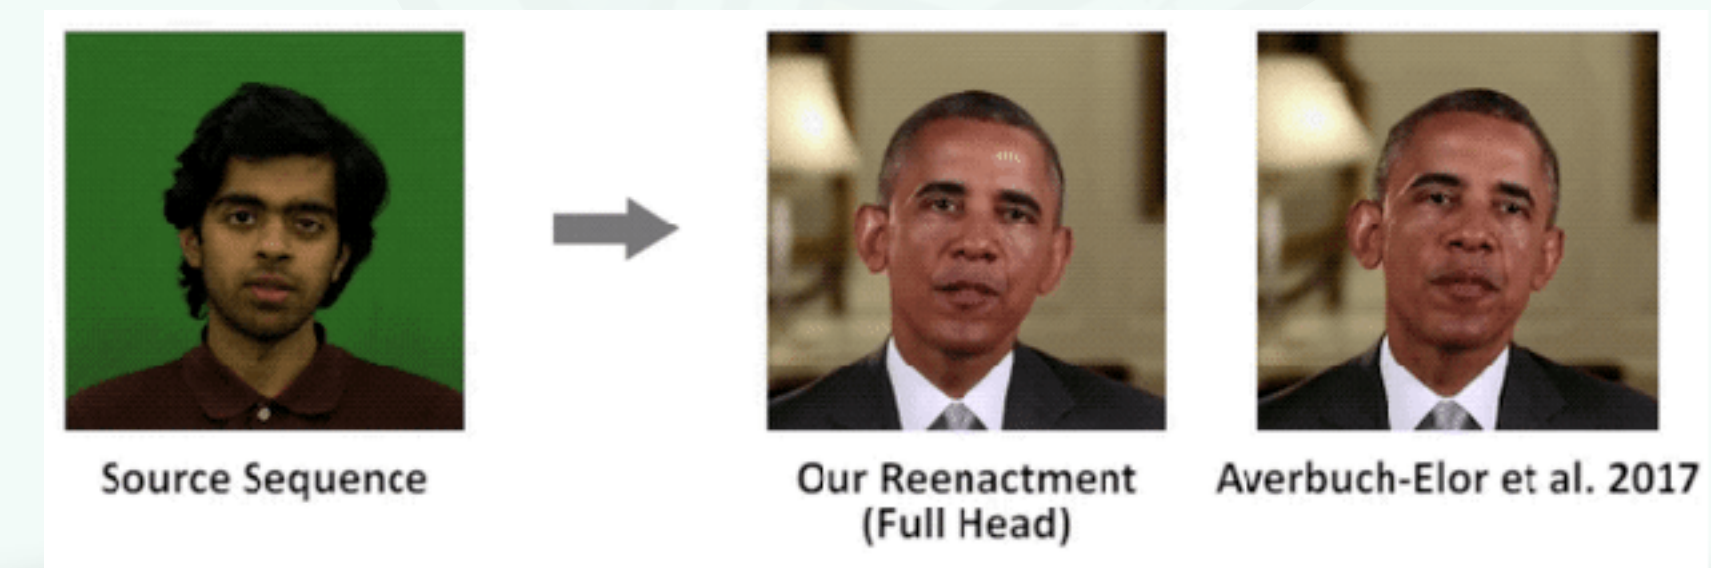 Source Sequence
Our Reenactment
(Full Head)
Averbuch-Elor et al. 2017